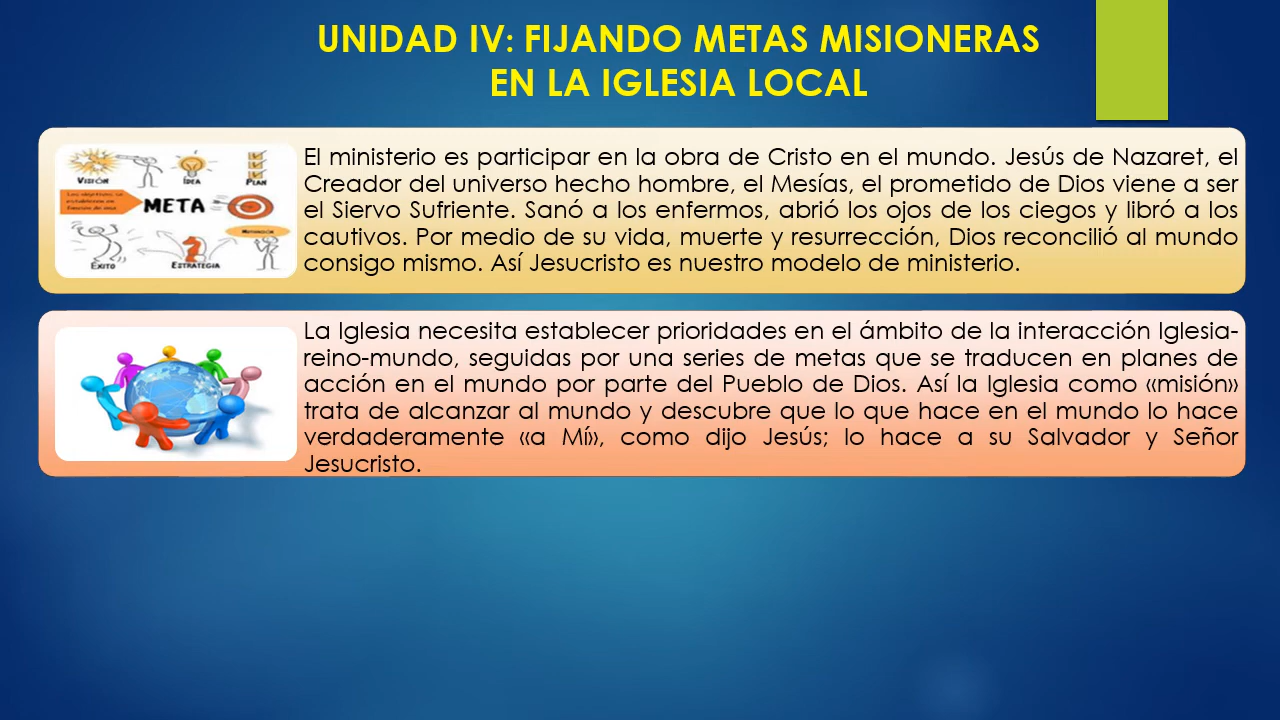 UNIDAD IV: FIJANDO METAS MISIONERAS
EN LA IGLESIA LOCAL
VISIÓN
IDEA
PLAN
META
ÉXITO
ESTRATEGIA
El ministerio es participar en la obra de Cristo en el mundo. Jesús de Nazaret, el
Creador del universo hecho hombre, el Mesías, el prometido de Dios viene a ser
el Siervo Sufriente. Sanó a los enfermos, abrió los ojos de los ciegos y libró a los
cautivos. Por medio de su vida, muerte y resurrección, Dios reconcilió al mundo
consigo mismo. Así Jesucristo es nuestro modelo de ministerio.
La Iglesia necesita establecer prioridades en el ámbito de la interacción Iglesia-
reino-mundo, seguidas por una series de metas que se traducen en planes de
acción en el mundo por parte del Pueblo de Dios. Así la Iglesia como «misión»
trata de alcanzar al mundo y descubre que lo que hace en el mundo lo hace
verdaderamente «a Mí», como dijo Jesús; lo hace a su Salvador y Señor
Jesucristo.